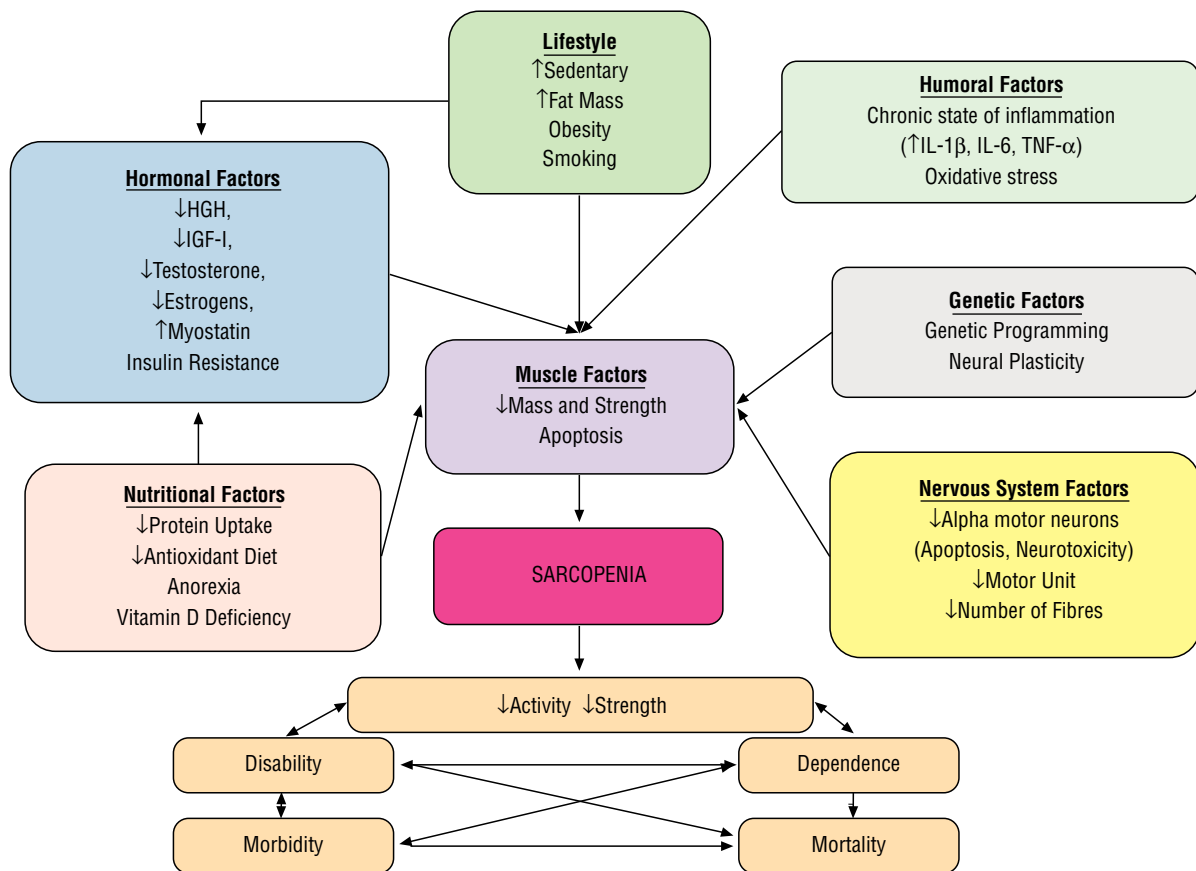 Lifestyle
↑Sedentary
↑Fat Mass
Obesity
Smoking
Humoral Factors
Chronic state of inflammation
(↑IL-1β, IL-6, TNF-α)
Oxidative stress
Hormonal Factors
↓HGH,
↓IGF-I,
↓Testosterone,
↓Estrogens,
↑Myostatin
Insulin Resistance
Genetic Factors
Genetic Programming
Neural Plasticity
Muscle Factors
↓Mass and Strength
Apoptosis
Nutritional Factors
↓Protein Uptake
↓Antioxidant Diet
Anorexia
Vitamin D Deficiency
Nervous System Factors
↓Alpha motor neurons
(Apoptosis, Neurotoxicity)
↓Motor Unit
↓Number of Fibres
SARCOPENIA
↓Activity ↓Strength
Disability
Dependence
Morbidity
Mortality